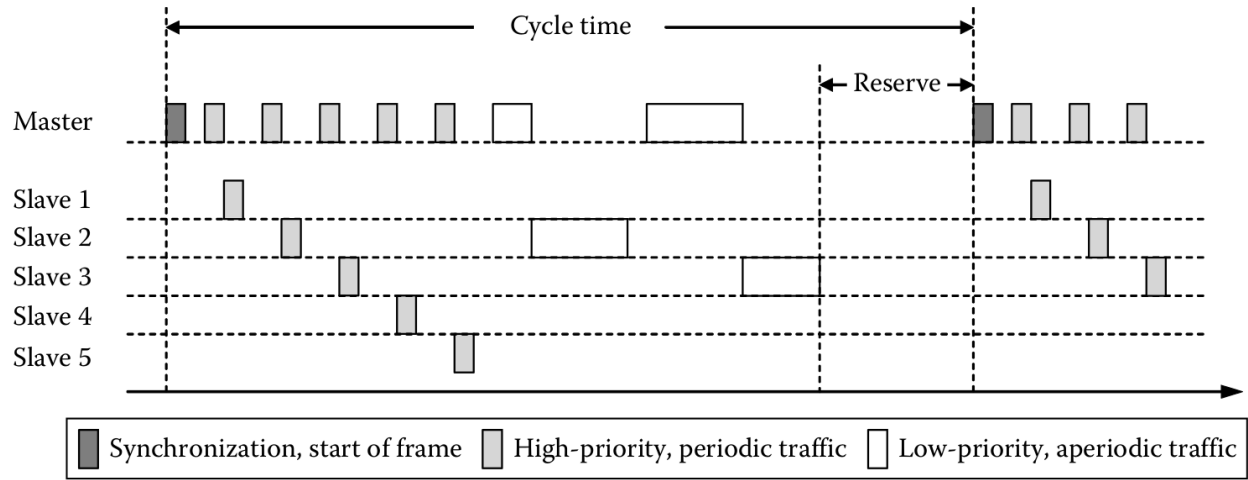 Cycle time
Reserve
Master
Slave 1
Slave 2
Slave 3
Slave 4
Slave 5
Synchronization, start of frame
High-priority, periodic traffic
Low-priority, aperiodic traffic